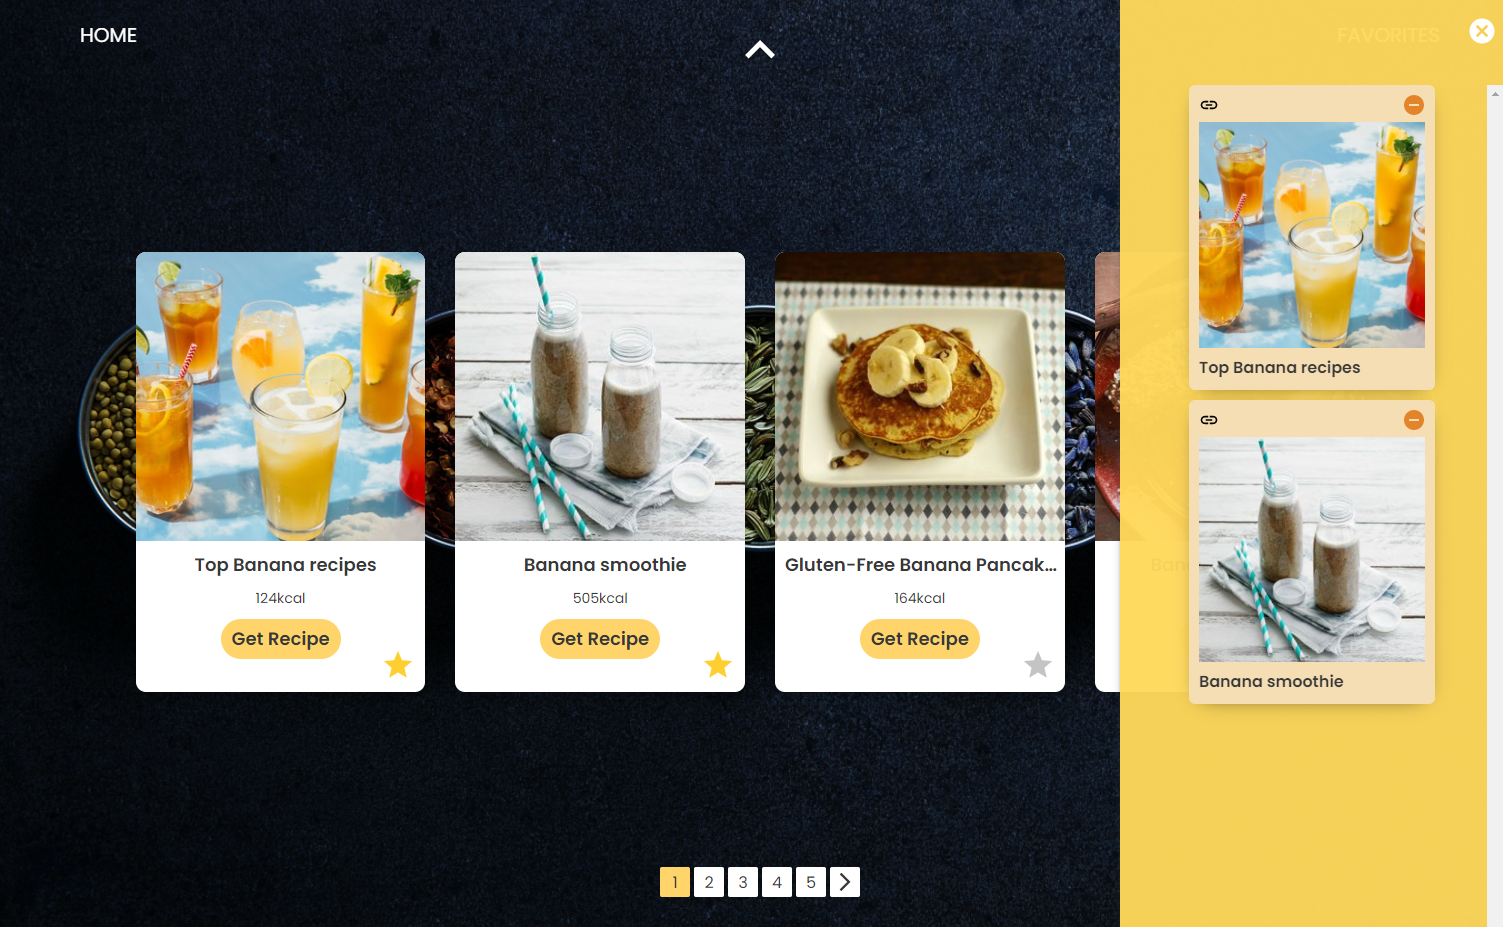 HOME
FAVORITES
Top Banana recipes
124kcal
Get Recipe
Banana smoothie
505kcal
Get Recipe
Gluten-Free Banana Pancak...
164kcal
Get Recipe
Top Banana recipes
Banana smoothie
1 2 3 4 5